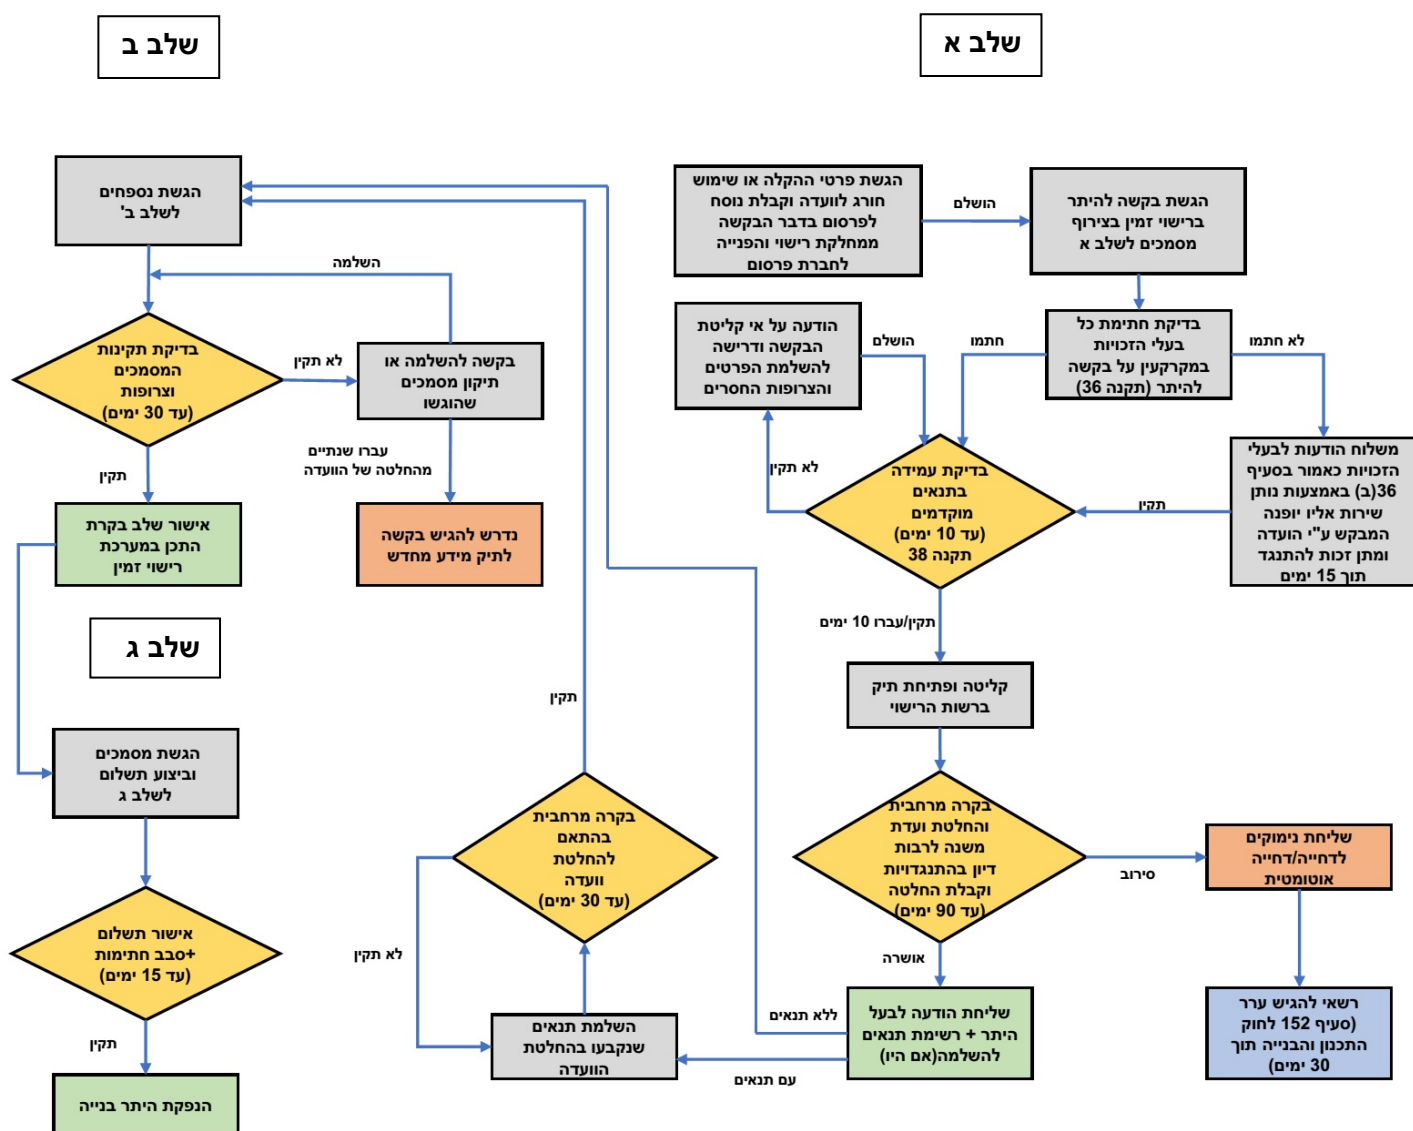 שלב א
הגשת פרטי ההקלה או שימוש
חורג לוועדה וקבלת נוסח
לפרסום בדבר הבקשה
ממחלקת רישוי והפנייה
לחברת פרסום
הושלם
הגשת בקשה להיתר
ברישוי זמין בצירוף
מסמכים לשלב א
בדיקת חתימת כל
בעלי הזכויות
במקרקעין על בקשה
להיתר (תקנה 36)
חתמו
לא חתמו
משלוח הודעות לבעלי
הזכויות כאמור בסעיף
36(ב) באמצעות נותן
שירות אליו יופנה
המבקש ע"י הועדה
ומתן זכות להתנגד
תוך 15 ימים
תקין
הודעה על אי קליטת
הבקשה ודרישה
להשלמת הפרטים
והצרופות החסרים
הושלם
לא תקין
בדיקת עמידה
בתנאים
מוקדמים
(עד 10 ימים)
תקנה 38
תקין/עברו 10 ימים
קליטה ופתיחת תיק
ברשות הרישוי
בקרה מרחבית
והחלטת ועדת
משנה לרבות
דיון בהתנגדויות
וקבלת החלטה
(עד 90 ימים)
סירוב
שליחת נימוקים
לדחייה/דחייה
אוטומטית
רשאי להגיש ערר
(סעיף 152 לחוק
התכנון והבנייה תוך
30 ימים)
אושרה
שליחת הודעה לבעל
היתר + רשימת תנאים
להשלמה(אם היו)
ללא תנאים
עם תנאים
השלמת תנאים
שנקבעו בהחלטת
הוועדה
בקרה מרחבית
בהתאם
להחלטת
וועדה
(עד 30 ימים)
לא תקין
תקין
שלב ב
הגשת נספחים
לשלב ב'
השלמה
בדיקת תקינות
המסמכים
וצרופות
(עד 30 ימים)
לא תקין
בקשה להשלמה או
תיקון מסמכים
שהוגשו
עברו שנתיים
מהחלטה של הוועדה
נדרש להגיש בקשה
לתיק מידע מחדש
תקין
אישור שלב בקרת
התכן במערכת
רישוי זמין
שלב ג
הגשת מסמכים
וביצוע תשלום
לשלב ג
אישור תשלום
+סבב חתימות
(עד 15 ימים)
תקין
הנפקת היתר בנייה